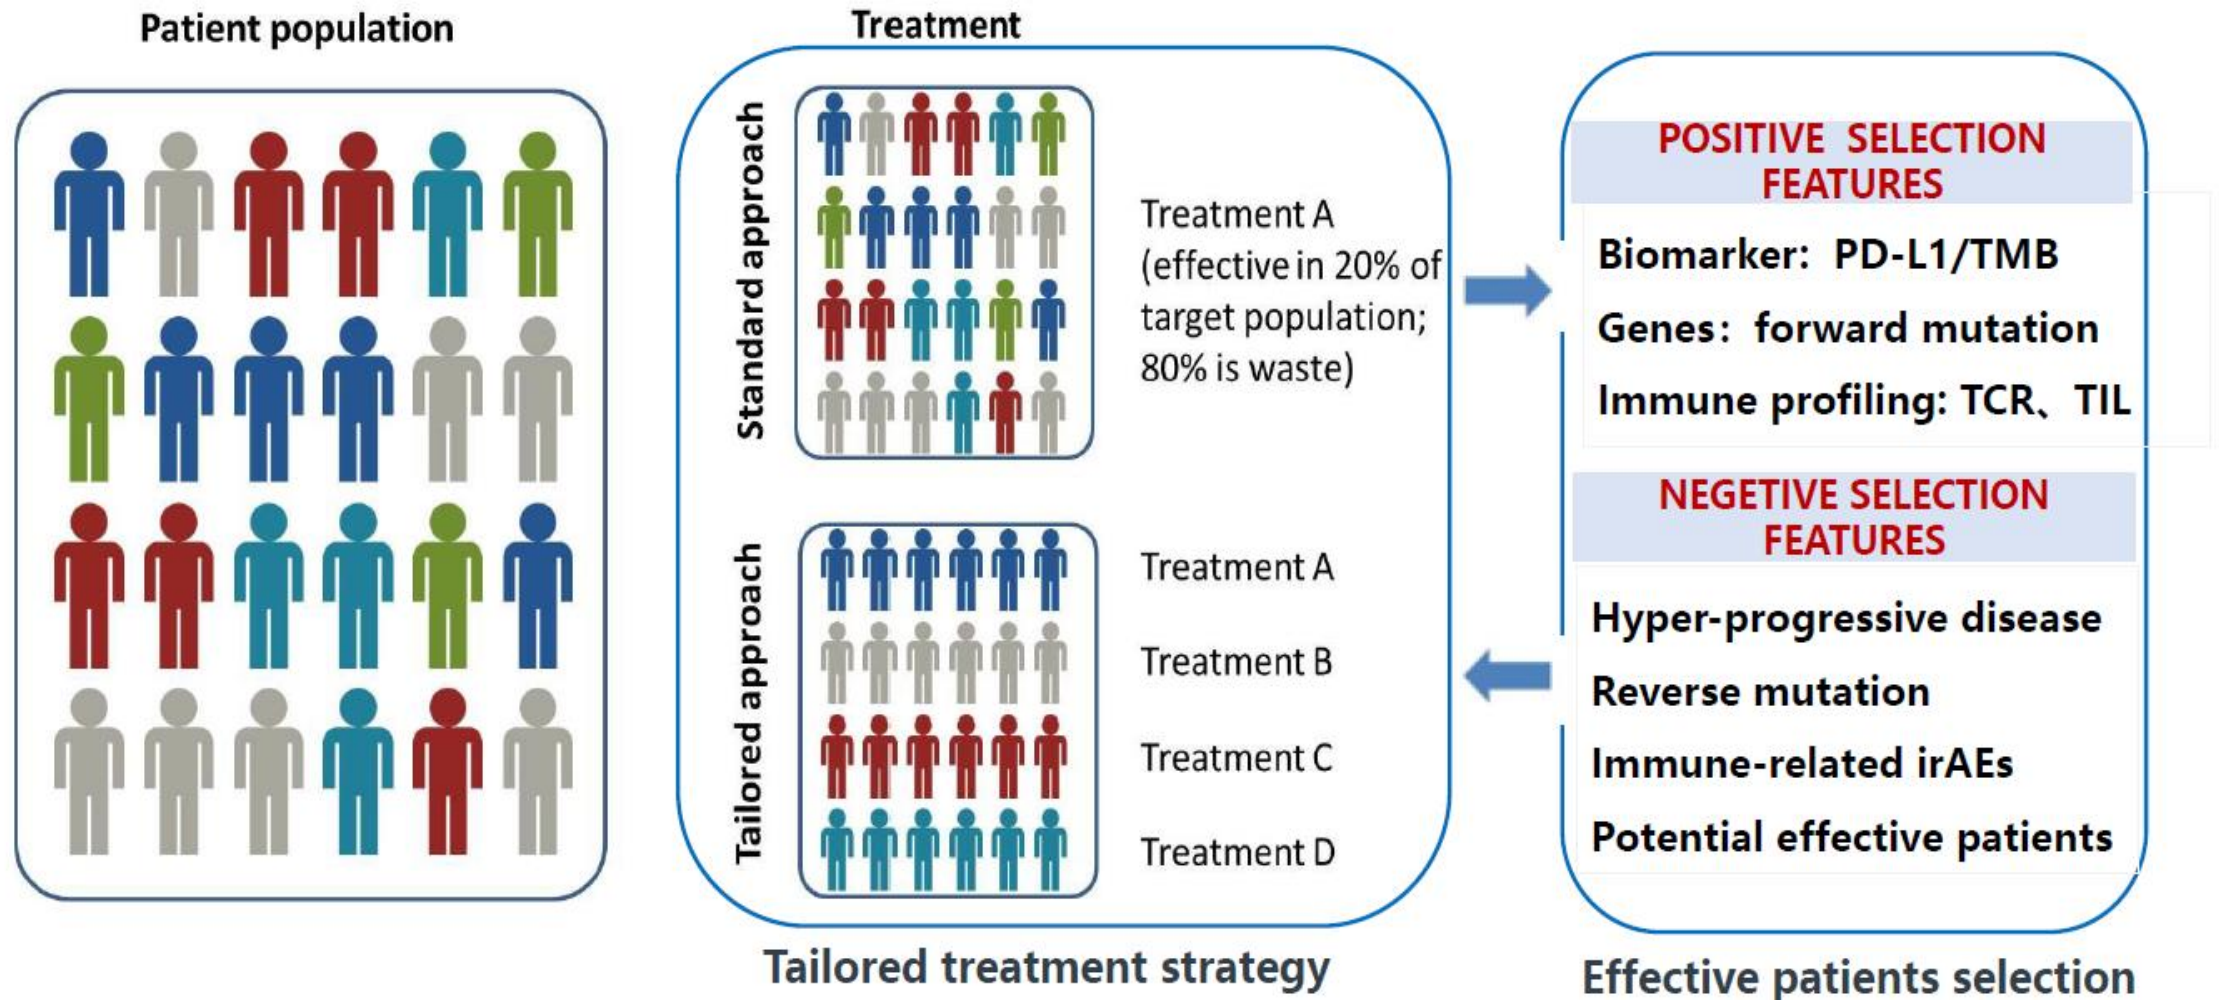 Patient population
Treatment
Standard approach
Treatment A
(effective in 20% of
target population;
80% is waste)
Tailored approach
Treatment A
Treatment B
Treatment C
Treatment D
Tailored treatment strategy
POSITIVE SELECTION
FEATURES
Biomarker: PD-L1/TMB
Genes: forward mutation
Immune profiling: TCR、TIL
NEGETIVE SELECTION
FEATURES
Hyper-progressive disease
Reverse mutation
Immune-related irAEs
Potential effective patients
Effective patients selection